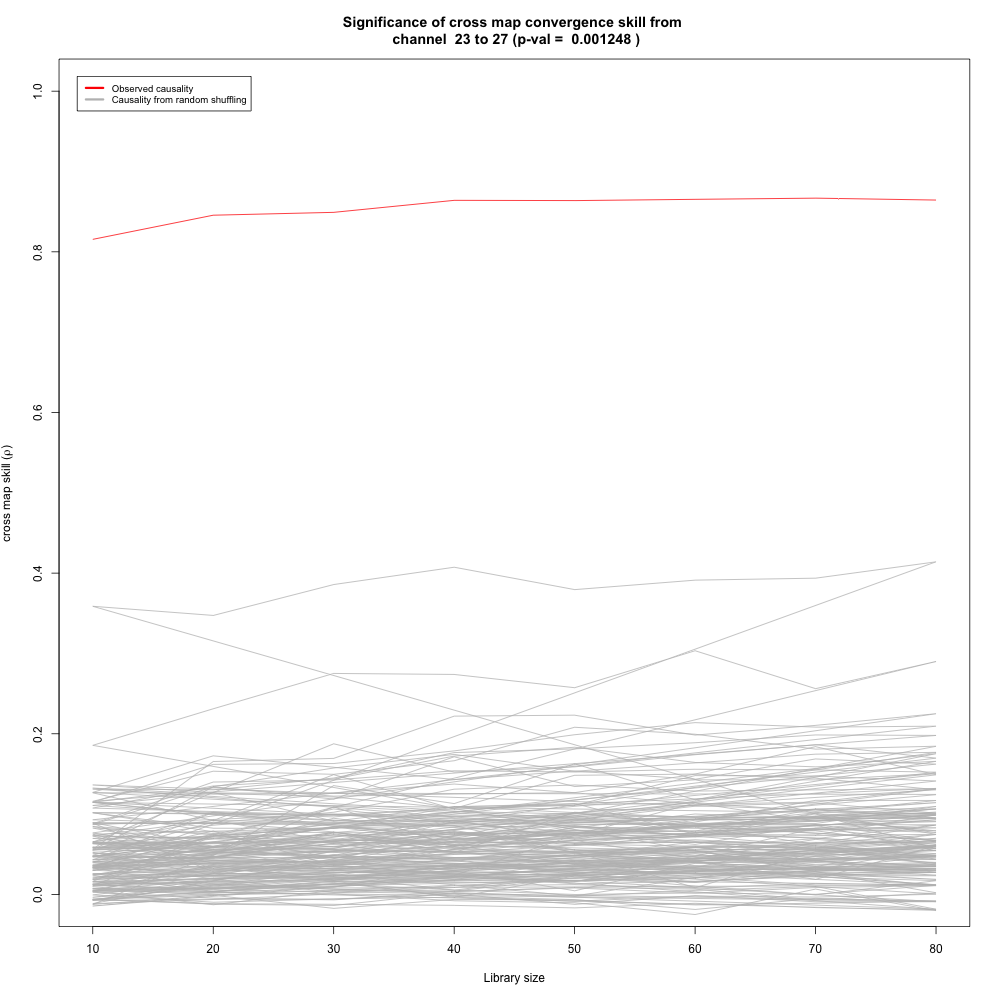 Significance of cross map convergence skill from
channel  23 to 27 (p-val =  0.001248 )
Observed causality
Causality from random shuffling
cross map skill (ρ)
1.0
0.8
0.6
0.4
0.2
0.0
10 20 30 40 50 60 70 80
Library size